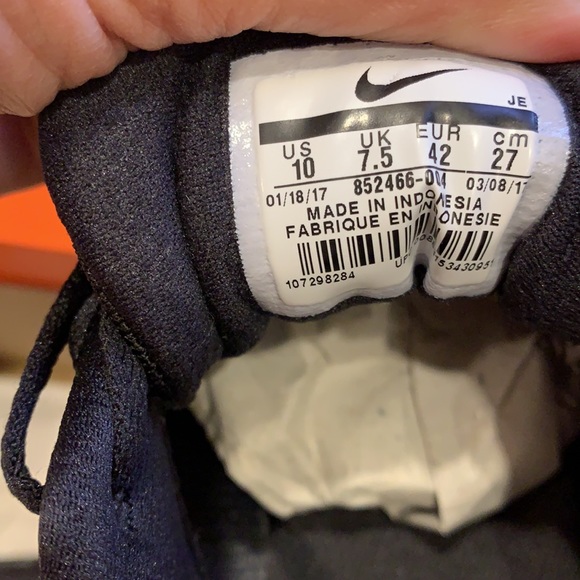 JE
US UK EUR cm
10 7.5 42 27
01/18/17 852466-004 03/08/17
MADE IN INDONESIA
FABRIQUE EN INDONESIE
107298284